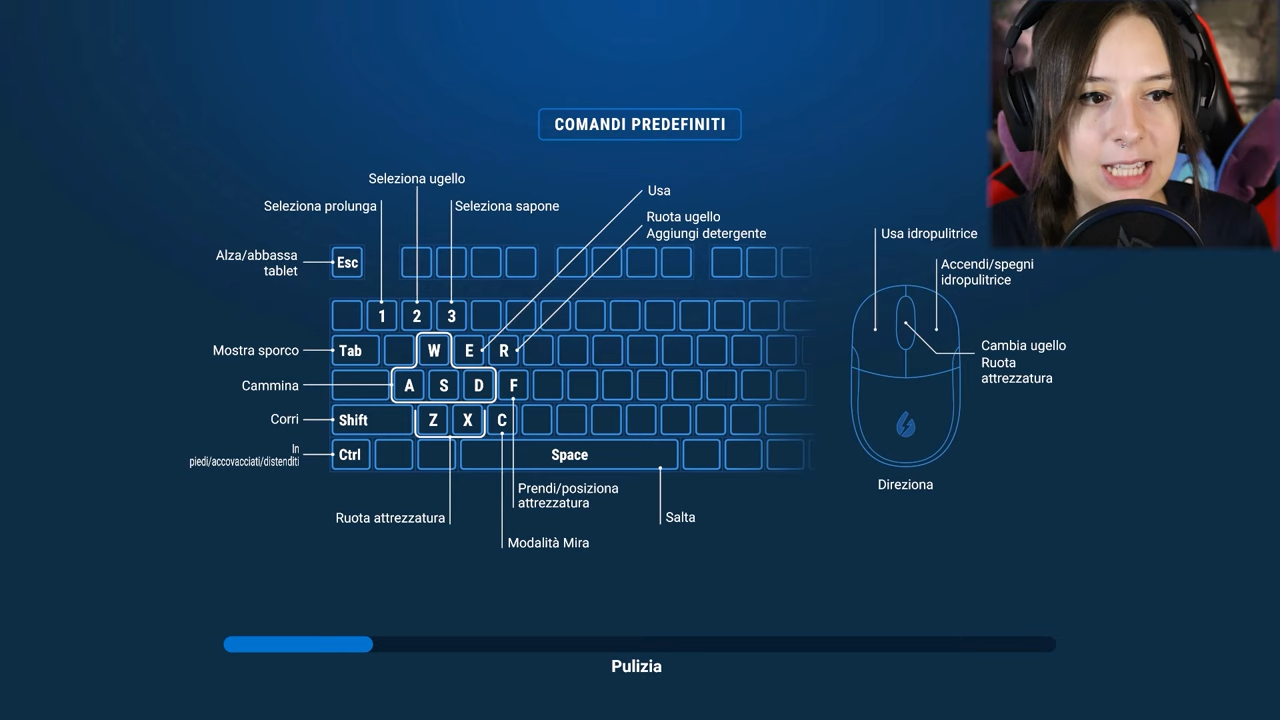 COMANDI PREDEFINITI
Seleziona ugello
Usa
Seleziona prolunga
Seleziona sapone
Ruota ugello
Aggiungi detergente
Usa idropulitrice
Alza/abbassa
tablet
Esc
Accendi/spegni
idropulitrice
1 2 3
Mostra sporco
Tab W E R
Cambia ugello
Ruota
attrezzatura
Cammina
A S D F
Corri
Shift Z X C
In
piedi/accovacciati/distenditi
Ctrl Space
Direziona
Prendi/posiziona
attrezzatura
Ruota attrezzatura
Salta
Modalità Mira
Pulizia